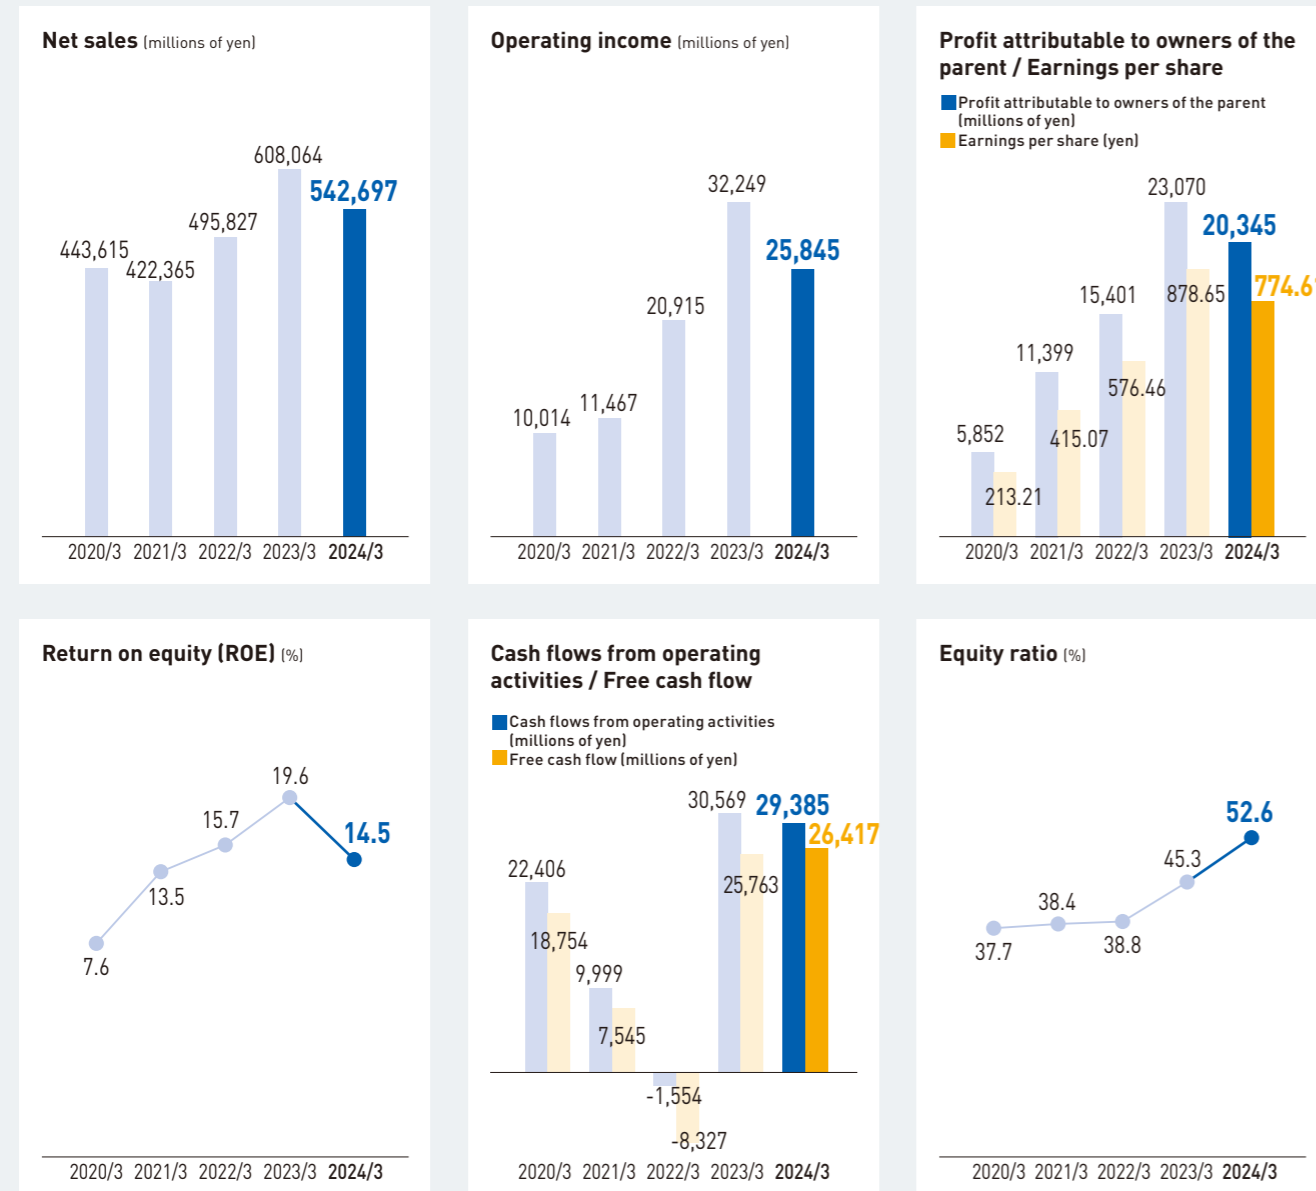 Net sales (millions of yen)
608,064
542,697
495,827
443,615
422,365
2020/3 2021/3 2022/3 2023/3 2024/3
Operating income (millions of yen)
32,249
25,845
20,915
11,467
10,014
2020/3 2021/3 2022/3 2023/3 2024/3
Profit attributable to owners of the
parent / Earnings per share
Profit attributable to owners of the parent
(millions of yen)
Earnings per share (yen)
23,070
20,345
774.61
878.65
15,401
11,399
576.46
5,852
415.07
213.21
2020/3 2021/3 2022/3 2023/3 2024/3
Return on equity (ROE) (%)
19.6
15.7
14.5
13.5
7.6
2020/3 2021/3 2022/3 2023/3 2024/3
Cash flows from operating
activities / Free cash flow
Cash flows from operating activities
(millions of yen)
Free cash flow (millions of yen)
30,569 29,385
26,417
22,406
25,763
18,754
9,999
7,545
-1,554
-8,327
2020/3 2021/3 2022/3 2023/3 2024/3
Equity ratio (%)
52.6
45.3
38.4
37.7
38.8
2020/3 2021/3 2022/3 2023/3 2024/3